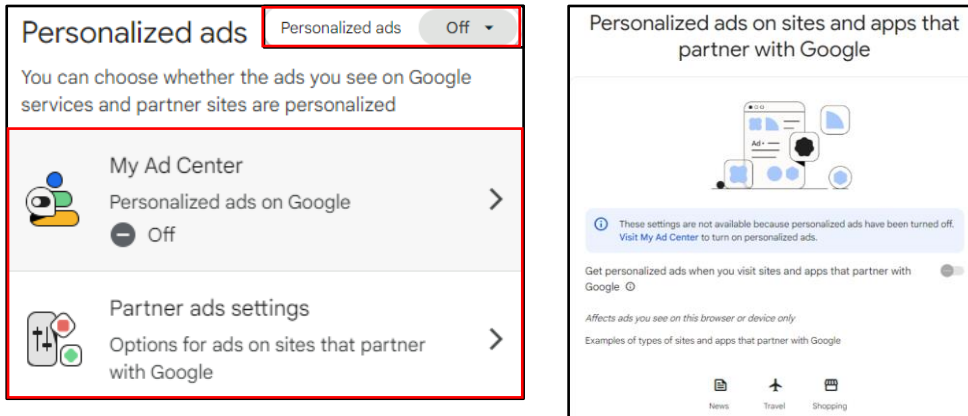 Personalized ads
Personalized ads Off
You can choose whether the ads you see on Google
services and partner sites are personalized
My Ad Center
Personalized ads on Google
Off
Partner ads settings
Options for ads on sites that partner
with Google
Personalized ads on sites and apps that
partner with Google
Ad
These settings are not available because personalized ads have been turned off.
Visit My Ad Center to turn on personalized ads.
Get personalized ads when you visit sites and apps that partner with
Google
Affects ads you see on this browser or device only
Examples of types of sites and apps that partner with Google
News Travel Shopping